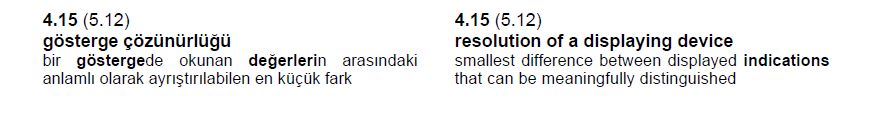 4.15 (5.12)
gösterge çözünürlüğü
bir göstergede okunan değerlerin arasındaki
anlamlı olarak ayrıştırılabilen en küçük fark
4.15 (5.12)
resolution of a displaying device
smallest difference between displayed indications
that can be meaningfully distinguished